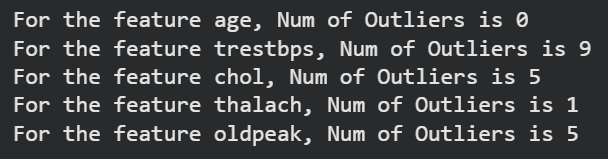 For the feature age, Num of Outliers is 0
For the feature trestbps, Num of Outliers is 9
For the feature chol, Num of Outliers is 5
For the feature thalach, Num of Outliers is 1
For the feature oldpeak, Num of Outliers is 5